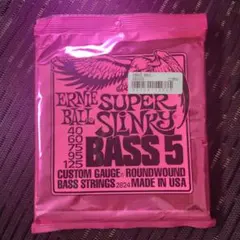 ERNIE BALL
SUPER SLINKY
40
60
75
95
125
BASS 5
CUSTOM GAUGE ROUNDWOUND
BASS STRINGS 2824 MADE IN USA